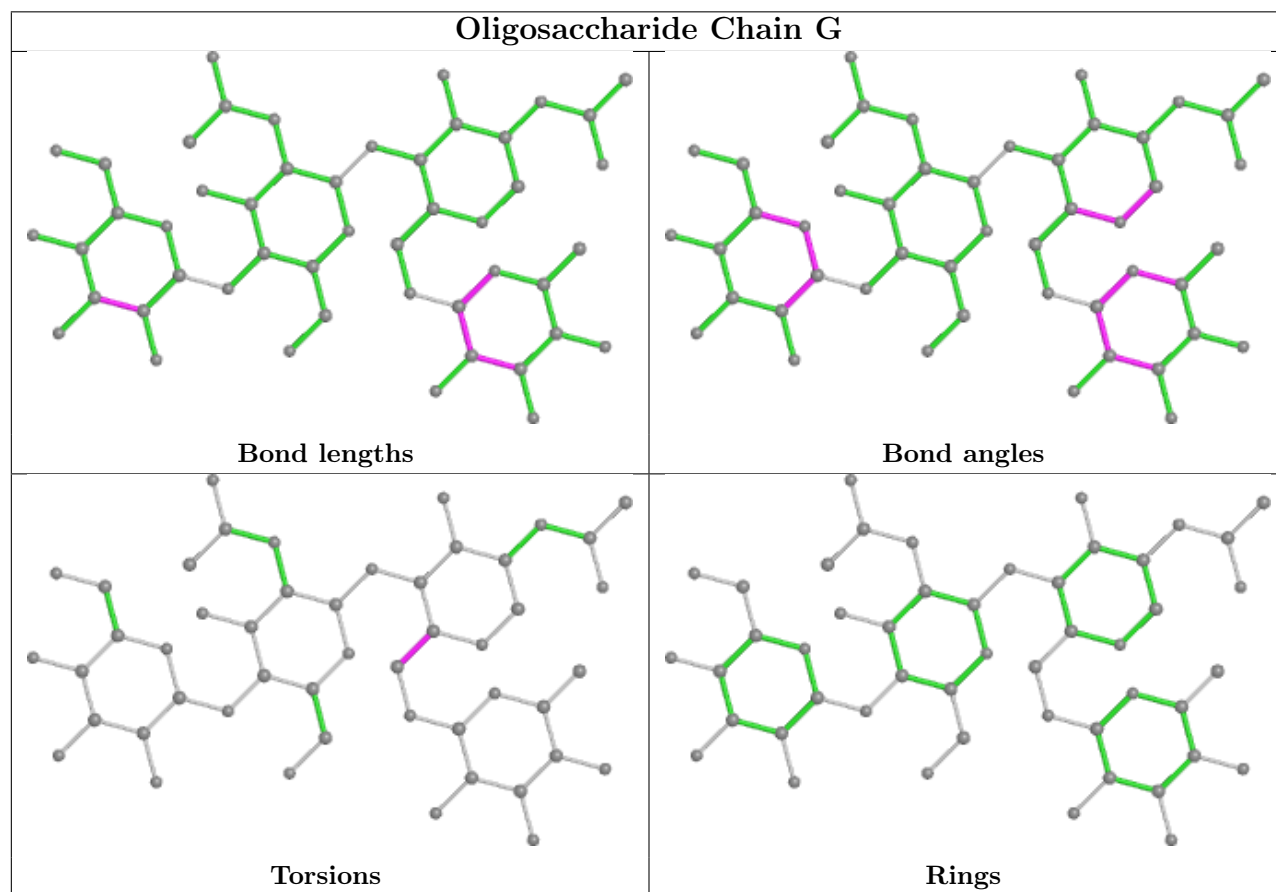 Oligosaccharide Chain G
Bond lengths
Bond angles
Torsions
Rings